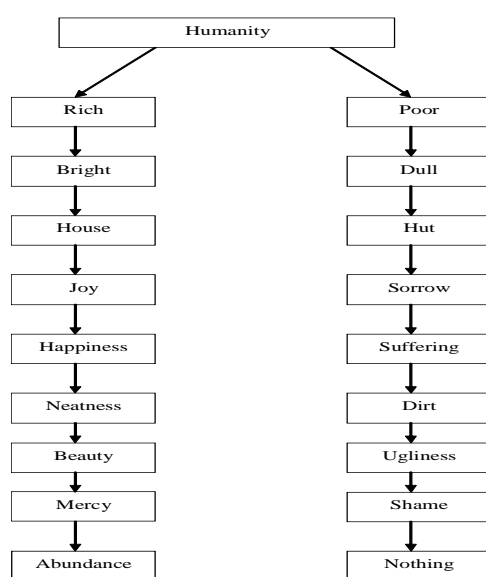 Humanity
Rich
Poor
Bright
Dull
House
Hut
Joy
Sorrow
Happiness
Suffering
Neatness
Dirt
Beauty
Ugliness
Mercy
Shame
Abundance
Nothing